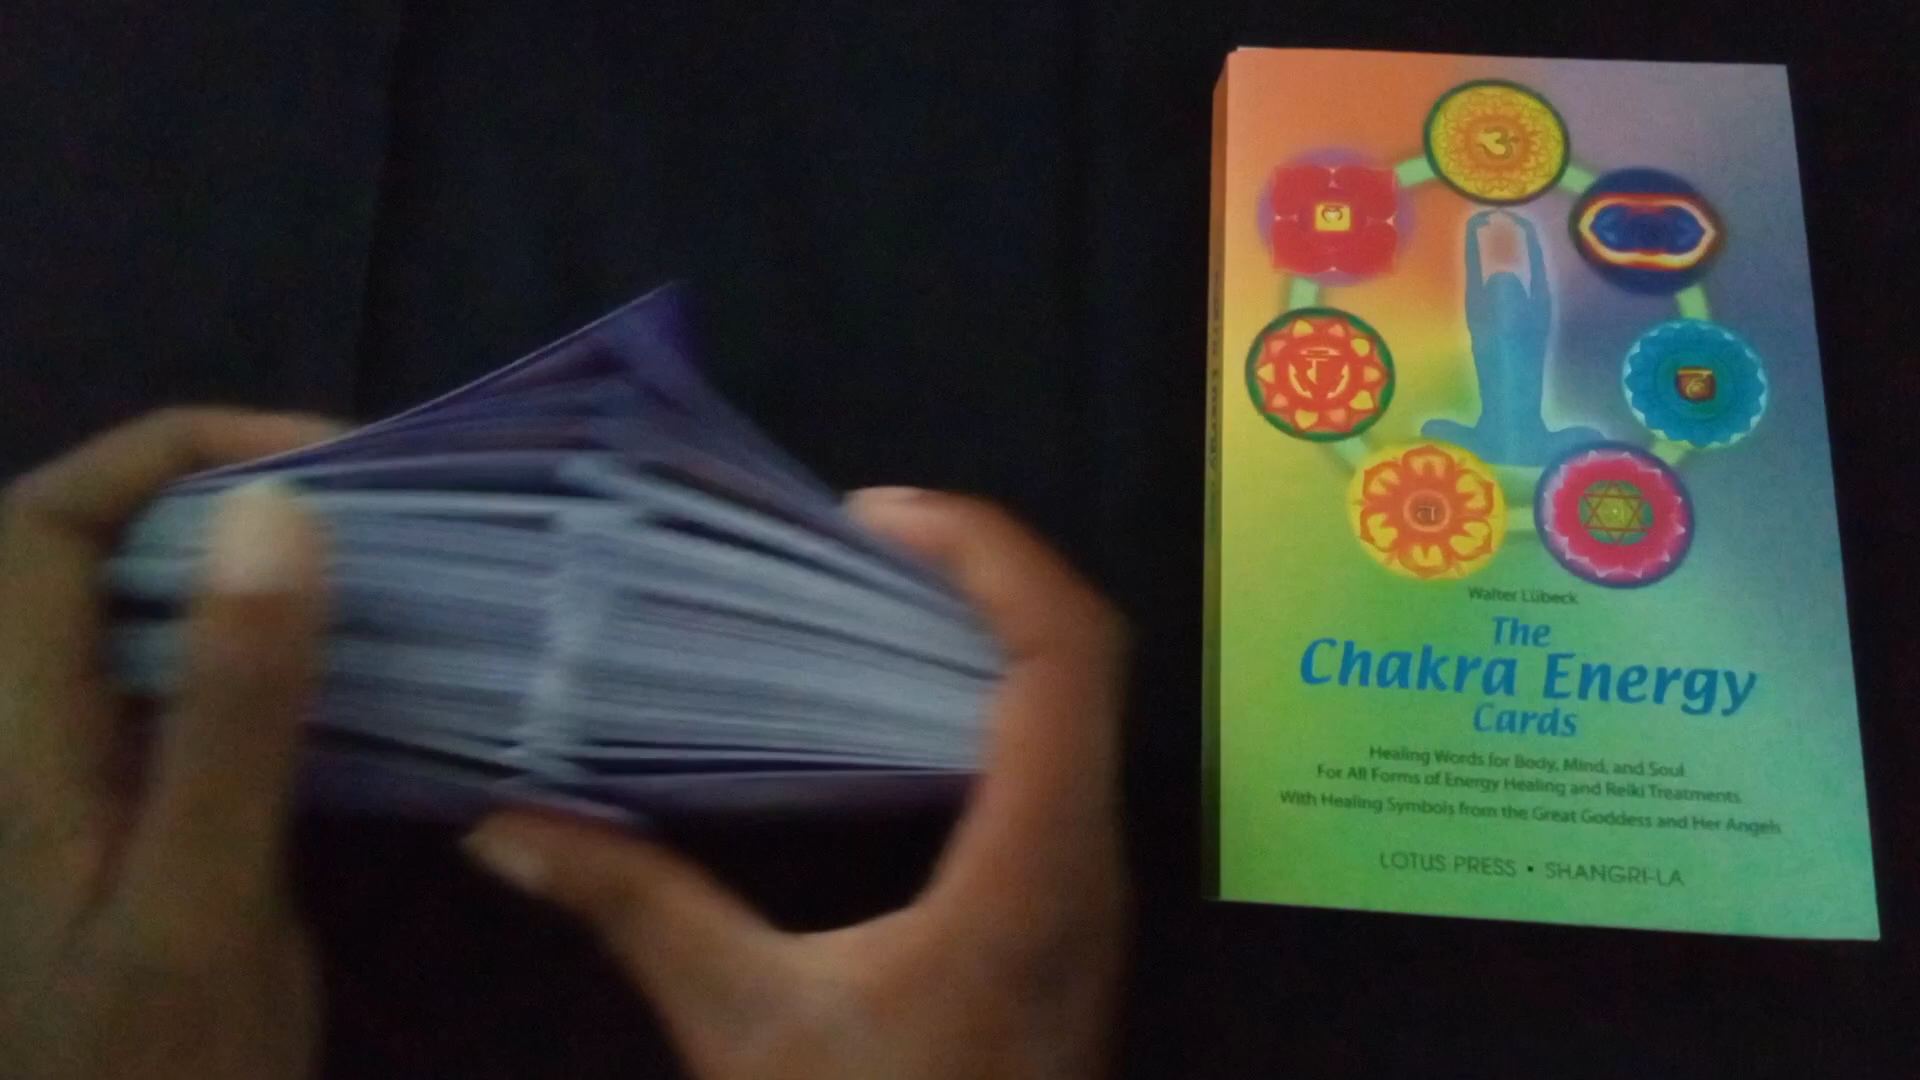 Walter Lübeck
The
Chakra Energy
Cards
Healing Words for Body, Mind, and Soul
For All Forms of Energy Healing and Reiki Treatments
With Healing Symbols from the Great Goddess and Her Angels
LOTUS PRESS • SHANGRI-LA